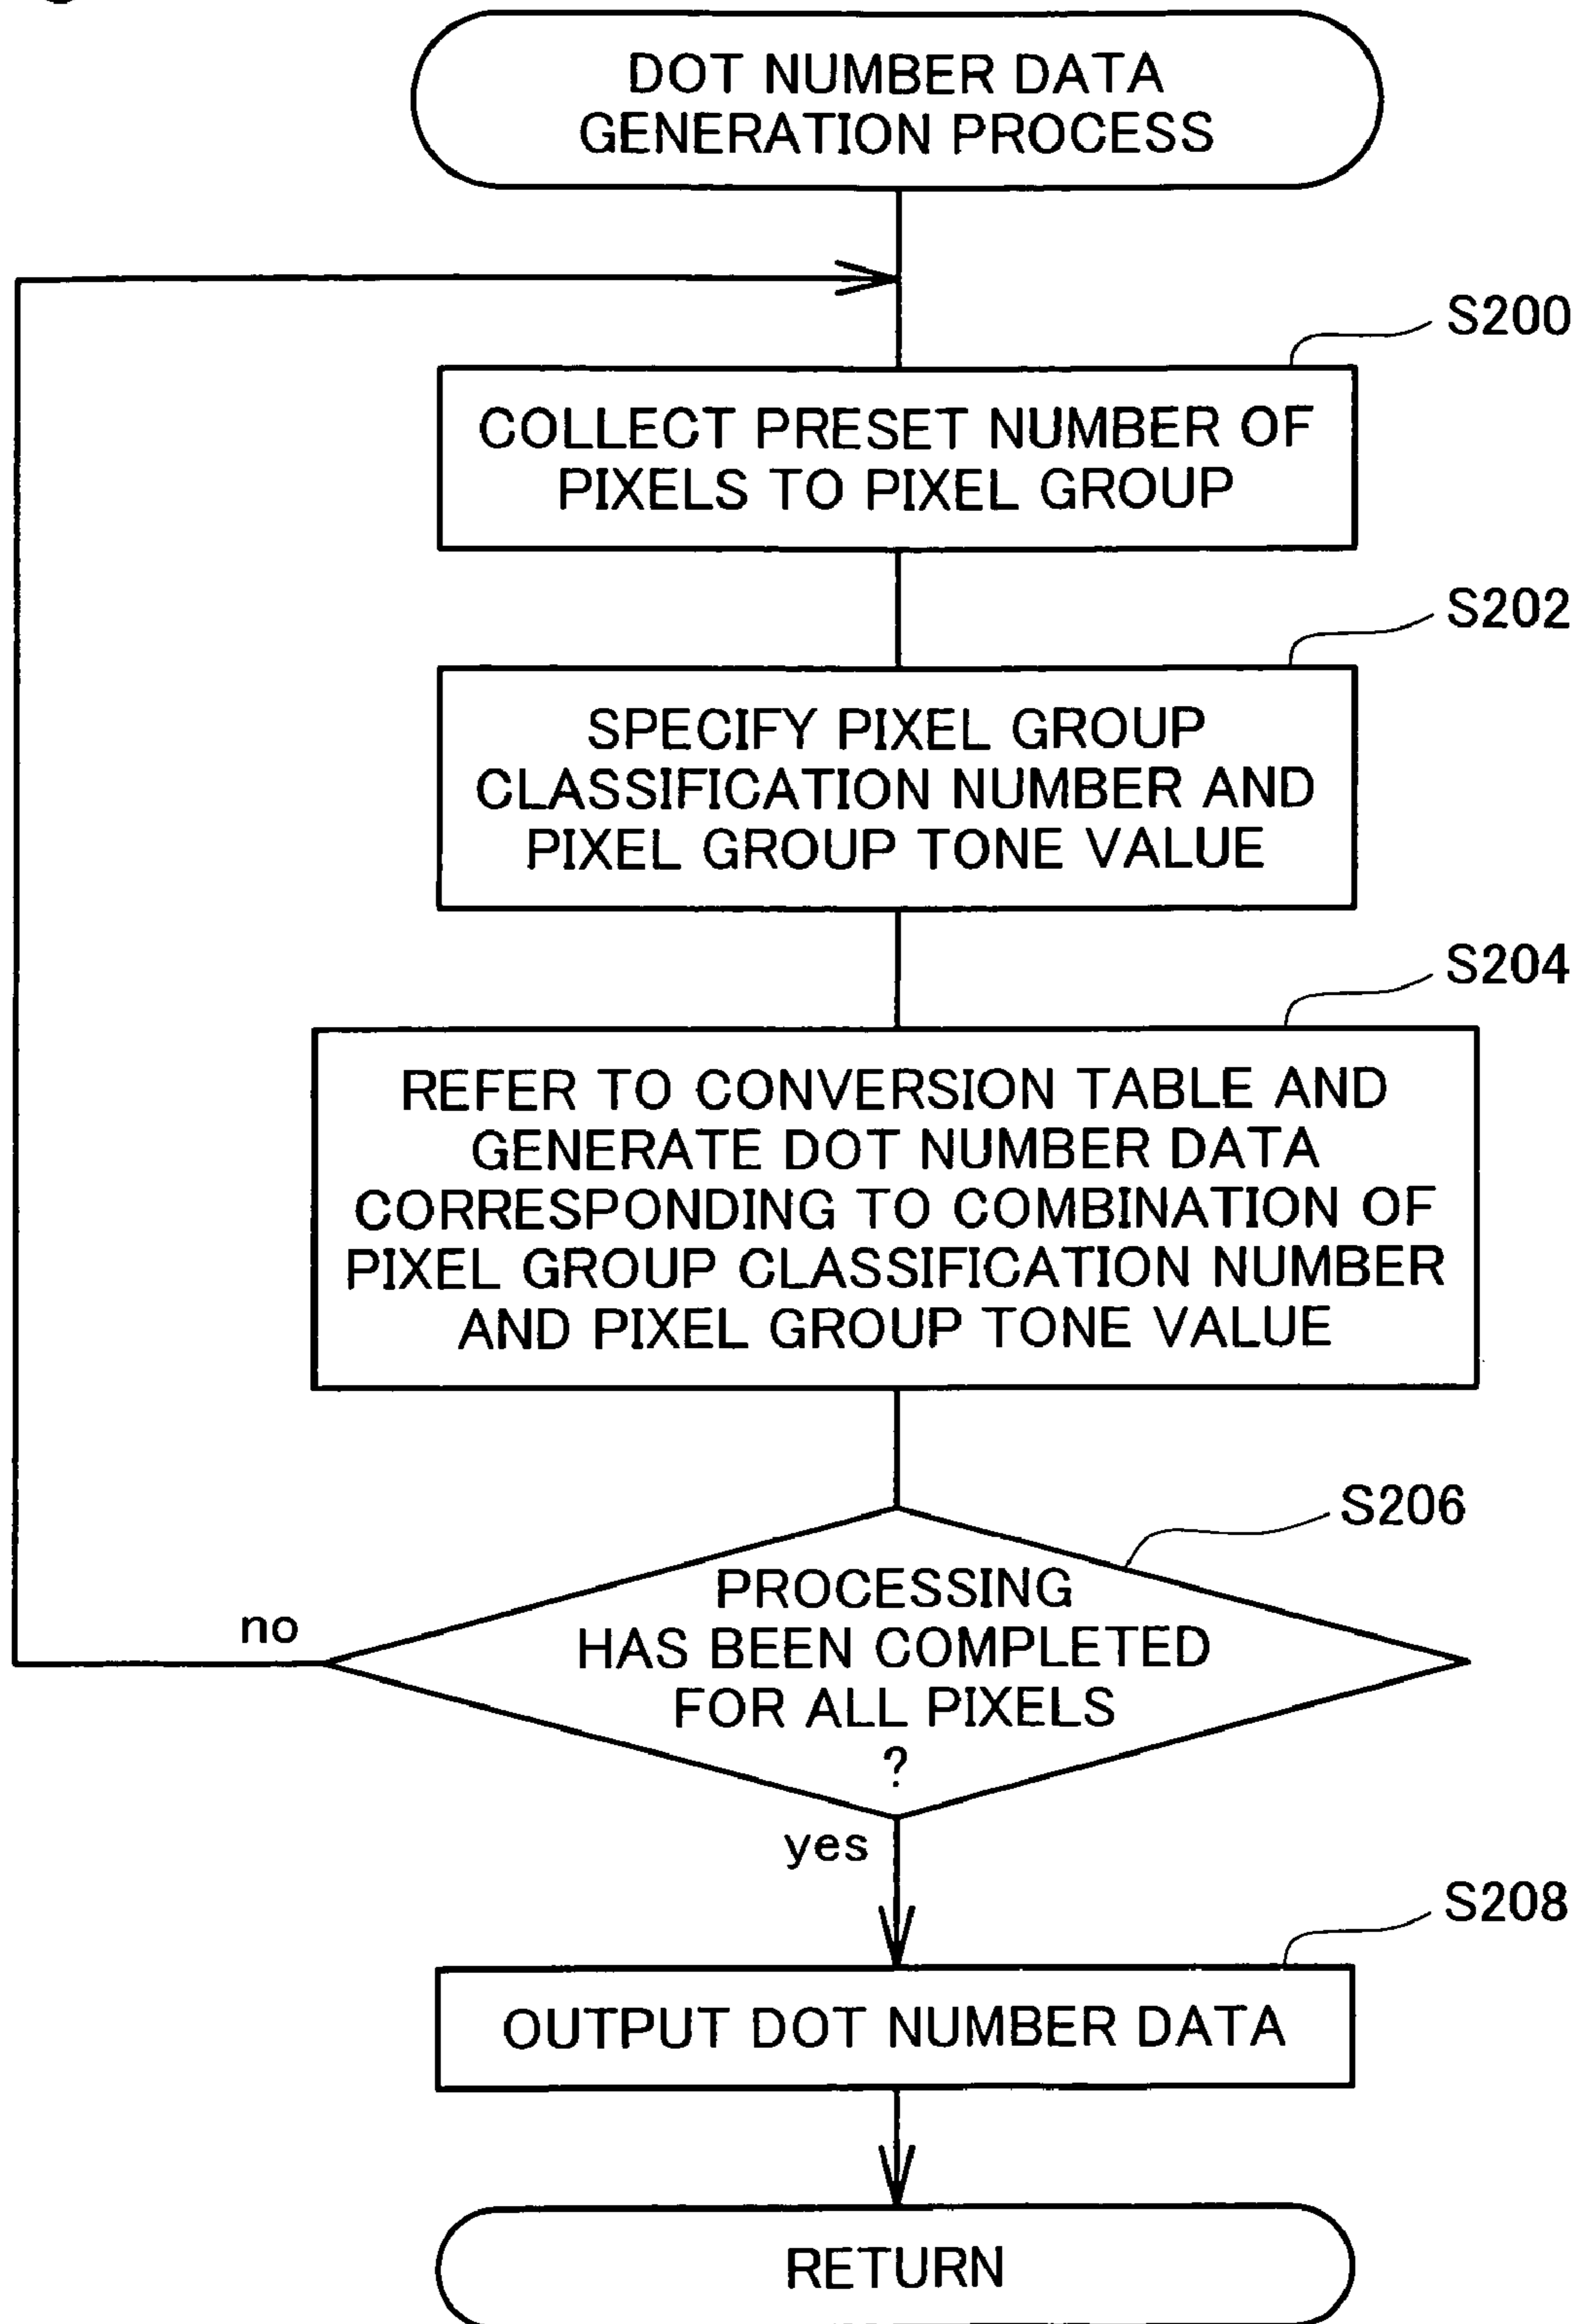 DOT NUMBER DATA
GENERATION PROCESS
S200
COLLECT PRESET NUMBER OF
PIXELS TO PIXEL GROUP
S202
SPECIFY PIXEL GROUP
CLASSIFICATION NUMBER AND
PIXEL GROUP TONE VALUE
S204
REFER TO CONVERSION TABLE AND
GENERATE DOT NUMBER DATA
CORRESPONDING TO COMBINATION OF
PIXEL GROUP CLASSIFICATION NUMBER
AND PIXEL GROUP TONE VALUE
S206
PROCESSING
HAS BEEN COMPLETED
FOR ALL PIXELS
?
no
yes
S208
OUTPUT DOT NUMBER DATA
RETURN